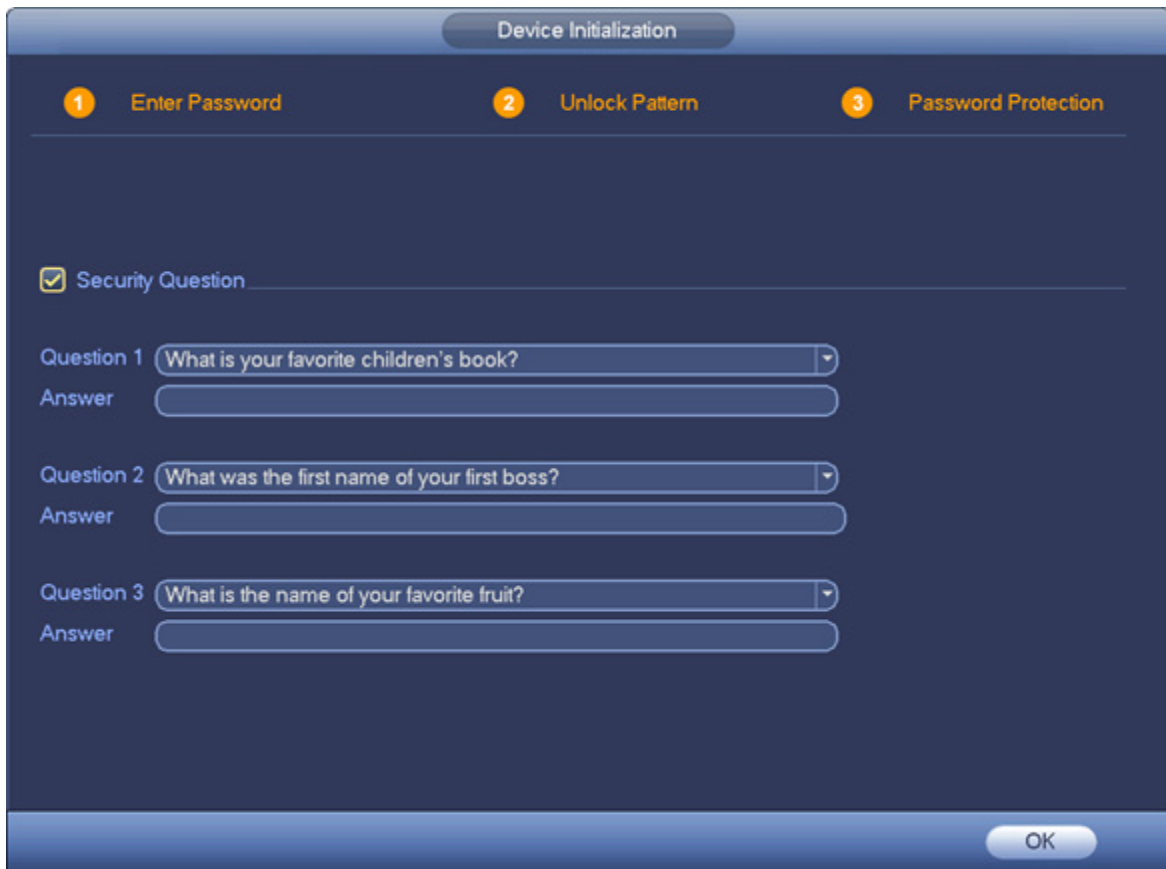 Device Initialization
1 Enter Password 2 Unlock Pattern 3 Password Protection
Security Question
Question 1 What is your favorite children's book?
Answer
Question 2 What was the first name of your first boss?
Answer
Question 3 What is the name of your favorite fruit?
Answer
OK